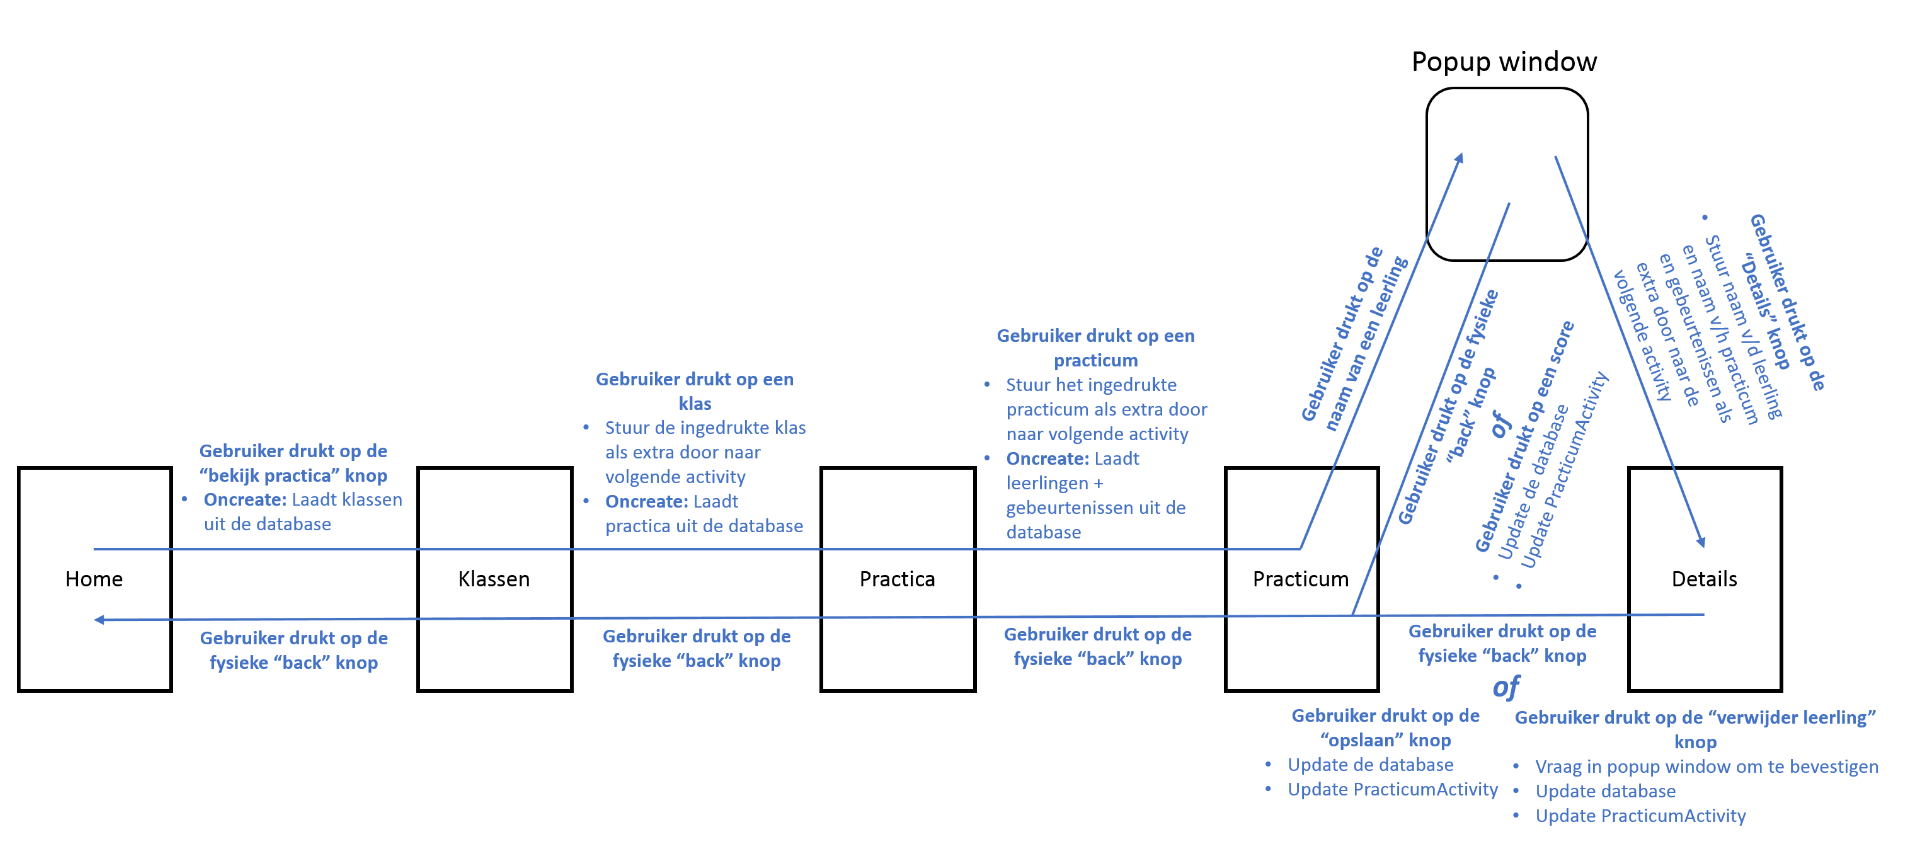 Popup window
Gebruiker drukt op de
“bekijk practica” knop
• Oncreate: Laadt klassen
uit de database
Gebruiker drukt op een
klas
• Stuur de ingedrukte klas
als extra door naar
volgende activity
• Oncreate: Laadt
practica uit de database
Gebruiker drukt op een
practicum
• Stuur het ingedrukte
practicum als extra door
naar volgende activity
• Oncreate: Laadt
leerlingen +
gebeurtenissen uit de
database
Gebruiker drukt op de
naam van een leerling
Gebruiker drukt op de fysieke
“back” knop
of
Gebruiker drukt op een score
• Update de database
• Update PracticumActivity
Gebruiker drukt op de
“Details” knop
• Stuur naam v/d leerling
en naam v/h practicum
en gebeurtenissen als
extra door naar de
volgende activity
Home
Klassen
Practica
Practicum
Details
Gebruiker drukt op de
fysieke “back” knop
Gebruiker drukt op de
fysieke “back” knop
Gebruiker drukt op de
fysieke “back” knop
Gebruiker drukt op de
fysieke “back” knop
of
Gebruiker drukt op de
“opslaan” knop
• Update de database
• Update PracticumActivity
Gebruiker drukt op de “verwijder leerling”
knop
• Vraag in popup window om te bevestigen
• Update database
• Update PracticumActivity